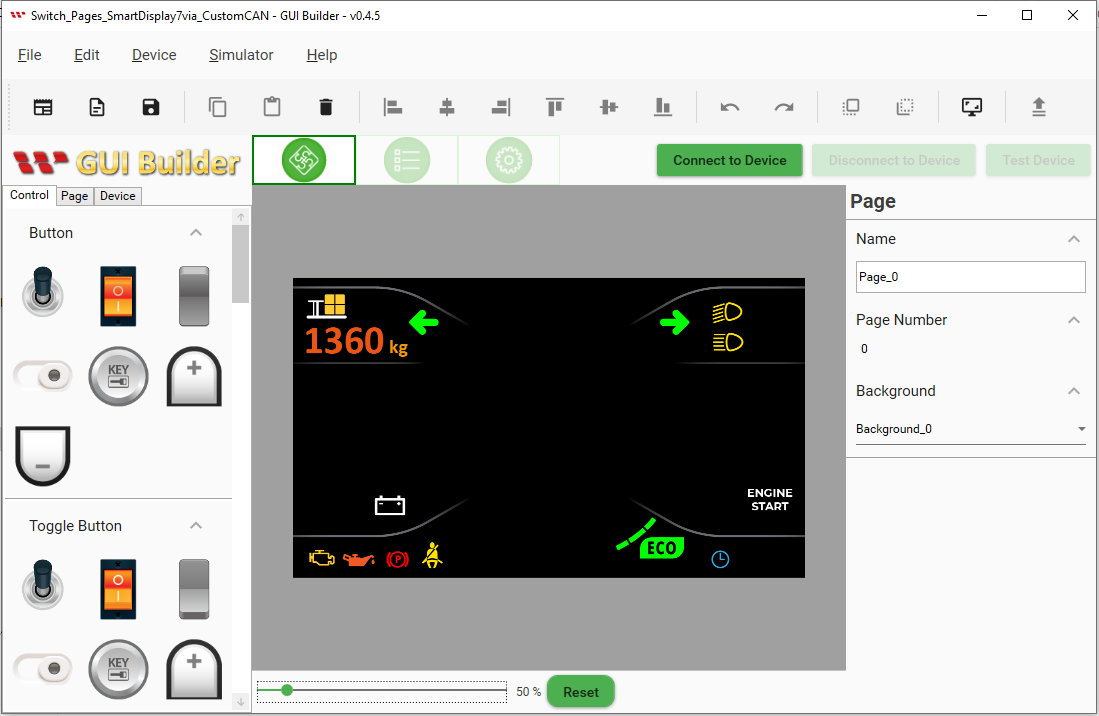 Switch_Pages_SmartDisplay7via_CustomCAN - GUI Builder - v0.4.5
File Edit Device Simulator Help
GUI Builder
Connect to Device Disconnect to Device Test Device
Control Page Device
Button
KEY
Toggle Button
KEY
1360 kg
ENGINE
START
ECO
50 % Reset
Page
Name
Page_0
Page Number
0
Background
Background_0